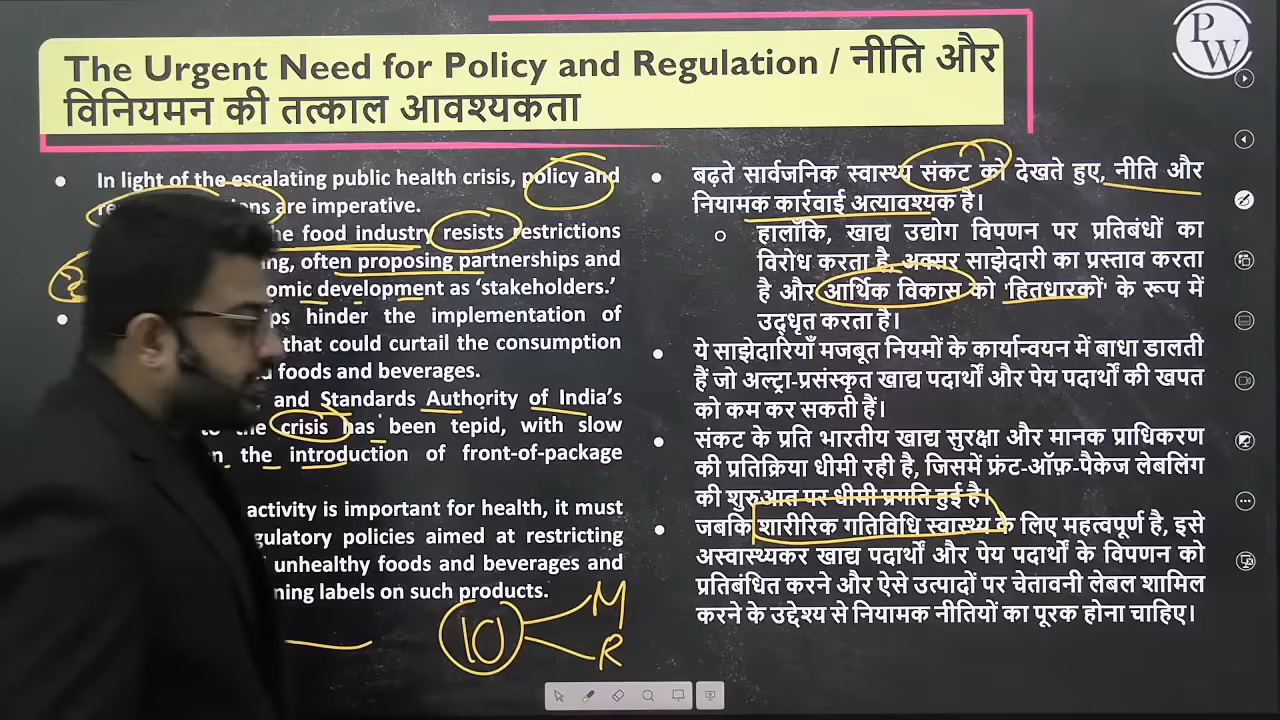 The Urgent Need for Policy and Regulation / नीति और
विनियमन की तत्काल आवश्यकता
PW
In light of the escalating public health crisis, policy and
are imperative.
food industry resists restrictions
often proposing partnerships and
development as ‘stakeholders.’
hinder the implementation of
that could curtail the consumption
foods and beverages.
and Standards Authority of India’s
the crisis has been tepid, with slow
the introduction of front-of-package
activity is important for health, it must
policies aimed at restricting
unhealthy foods and beverages and
labels on such products.
10 M
R
बढ़ते सार्वजनिक स्वास्थ्य संकट को देखते हुए, नीति और
नियामक कार्रवाई अत्यावश्यक है।
हालाँकि, खाद्य उद्योग विपणन पर प्रतिबंधों का
विरोध करता है, अक्सर साझेदारी का प्रस्ताव करता
है और आर्थिक विकास को 'हितधारकों' के रूप में
उद्धृत करता है।
ये साझेदारियाँ मजबूत नियमों के कार्यान्वयन में बाधा डालती
हैं जो अल्ट्रा-प्रसंस्कृत खाद्य पदार्थों और पेय पदार्थों की खपत
को कम कर सकती हैं।
संकट के प्रति भारतीय खाद्य सुरक्षा और मानक प्राधिकरण
की प्रतिक्रिया धीमी रही है, जिसमें फ्रंट-ऑफ़-पैकेज लेबलिंग
की शुरुआत पर धीमी प्रगति हुई है।
जबकि शारीरिक गतिविधि स्वास्थ्य के लिए महत्वपूर्ण है, इसे
अस्वास्थ्यकर खाद्य पदार्थों और पेय पदार्थों के विपणन को
प्रतिबंधित करने और ऐसे उत्पादों पर चेतावनी लेबल शामिल
करने के उद्देश्य से नियामक नीतियों का पूरक होना चाहिए।